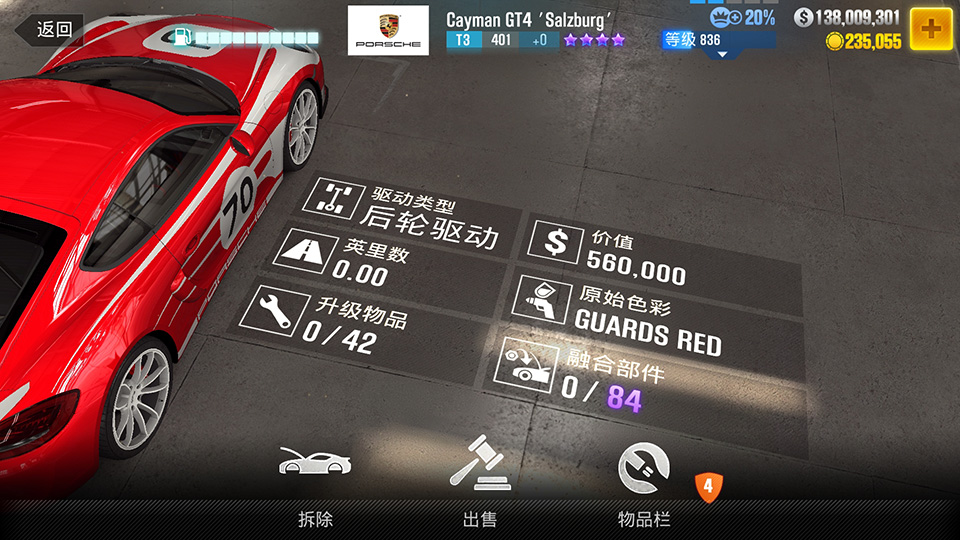 返回
PORSCHE
Cayman GT4 'Salzburg'
T3 401 +0
20%
等级 836
138,009,301
235,055
70
驱动类型
后轮驱动
英里数
0.00
升级物品
0/42
价值
560,000
原始色彩
GUARDS RED
融合部件
0/84
拆除
出售
物品栏
4